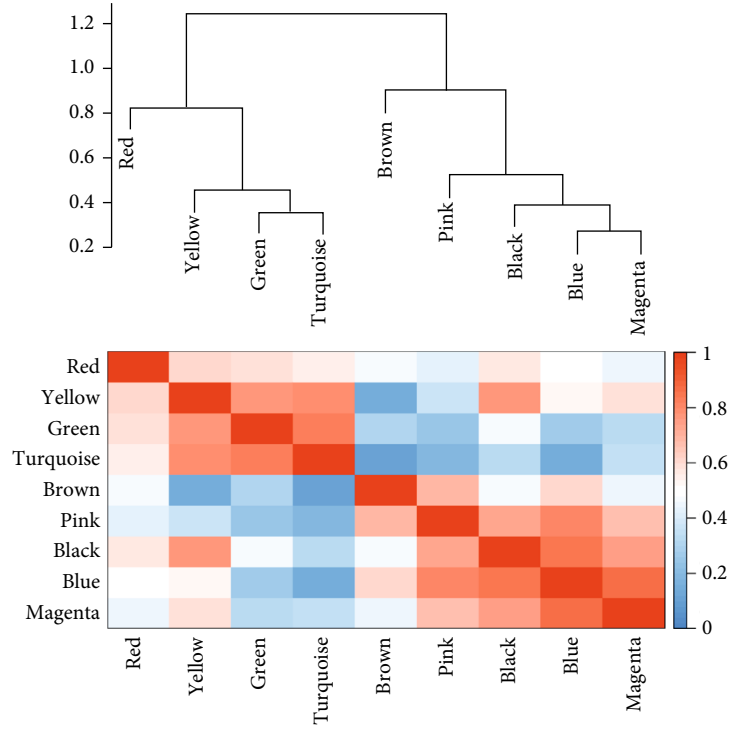 1.2
1.0
0.8
0.6
0.4
0.2
Red
Yellow
Green
Turquoise
Brown
Pink
Black
Blue
Magenta
Red
Yellow
Green
Turquoise
Brown
Pink
Black
Blue
Magenta
1
0.8
0.6
0.4
0.2
0
Red
Yellow
Green
Turquoise
Brown
Pink
Black
Blue
Magenta